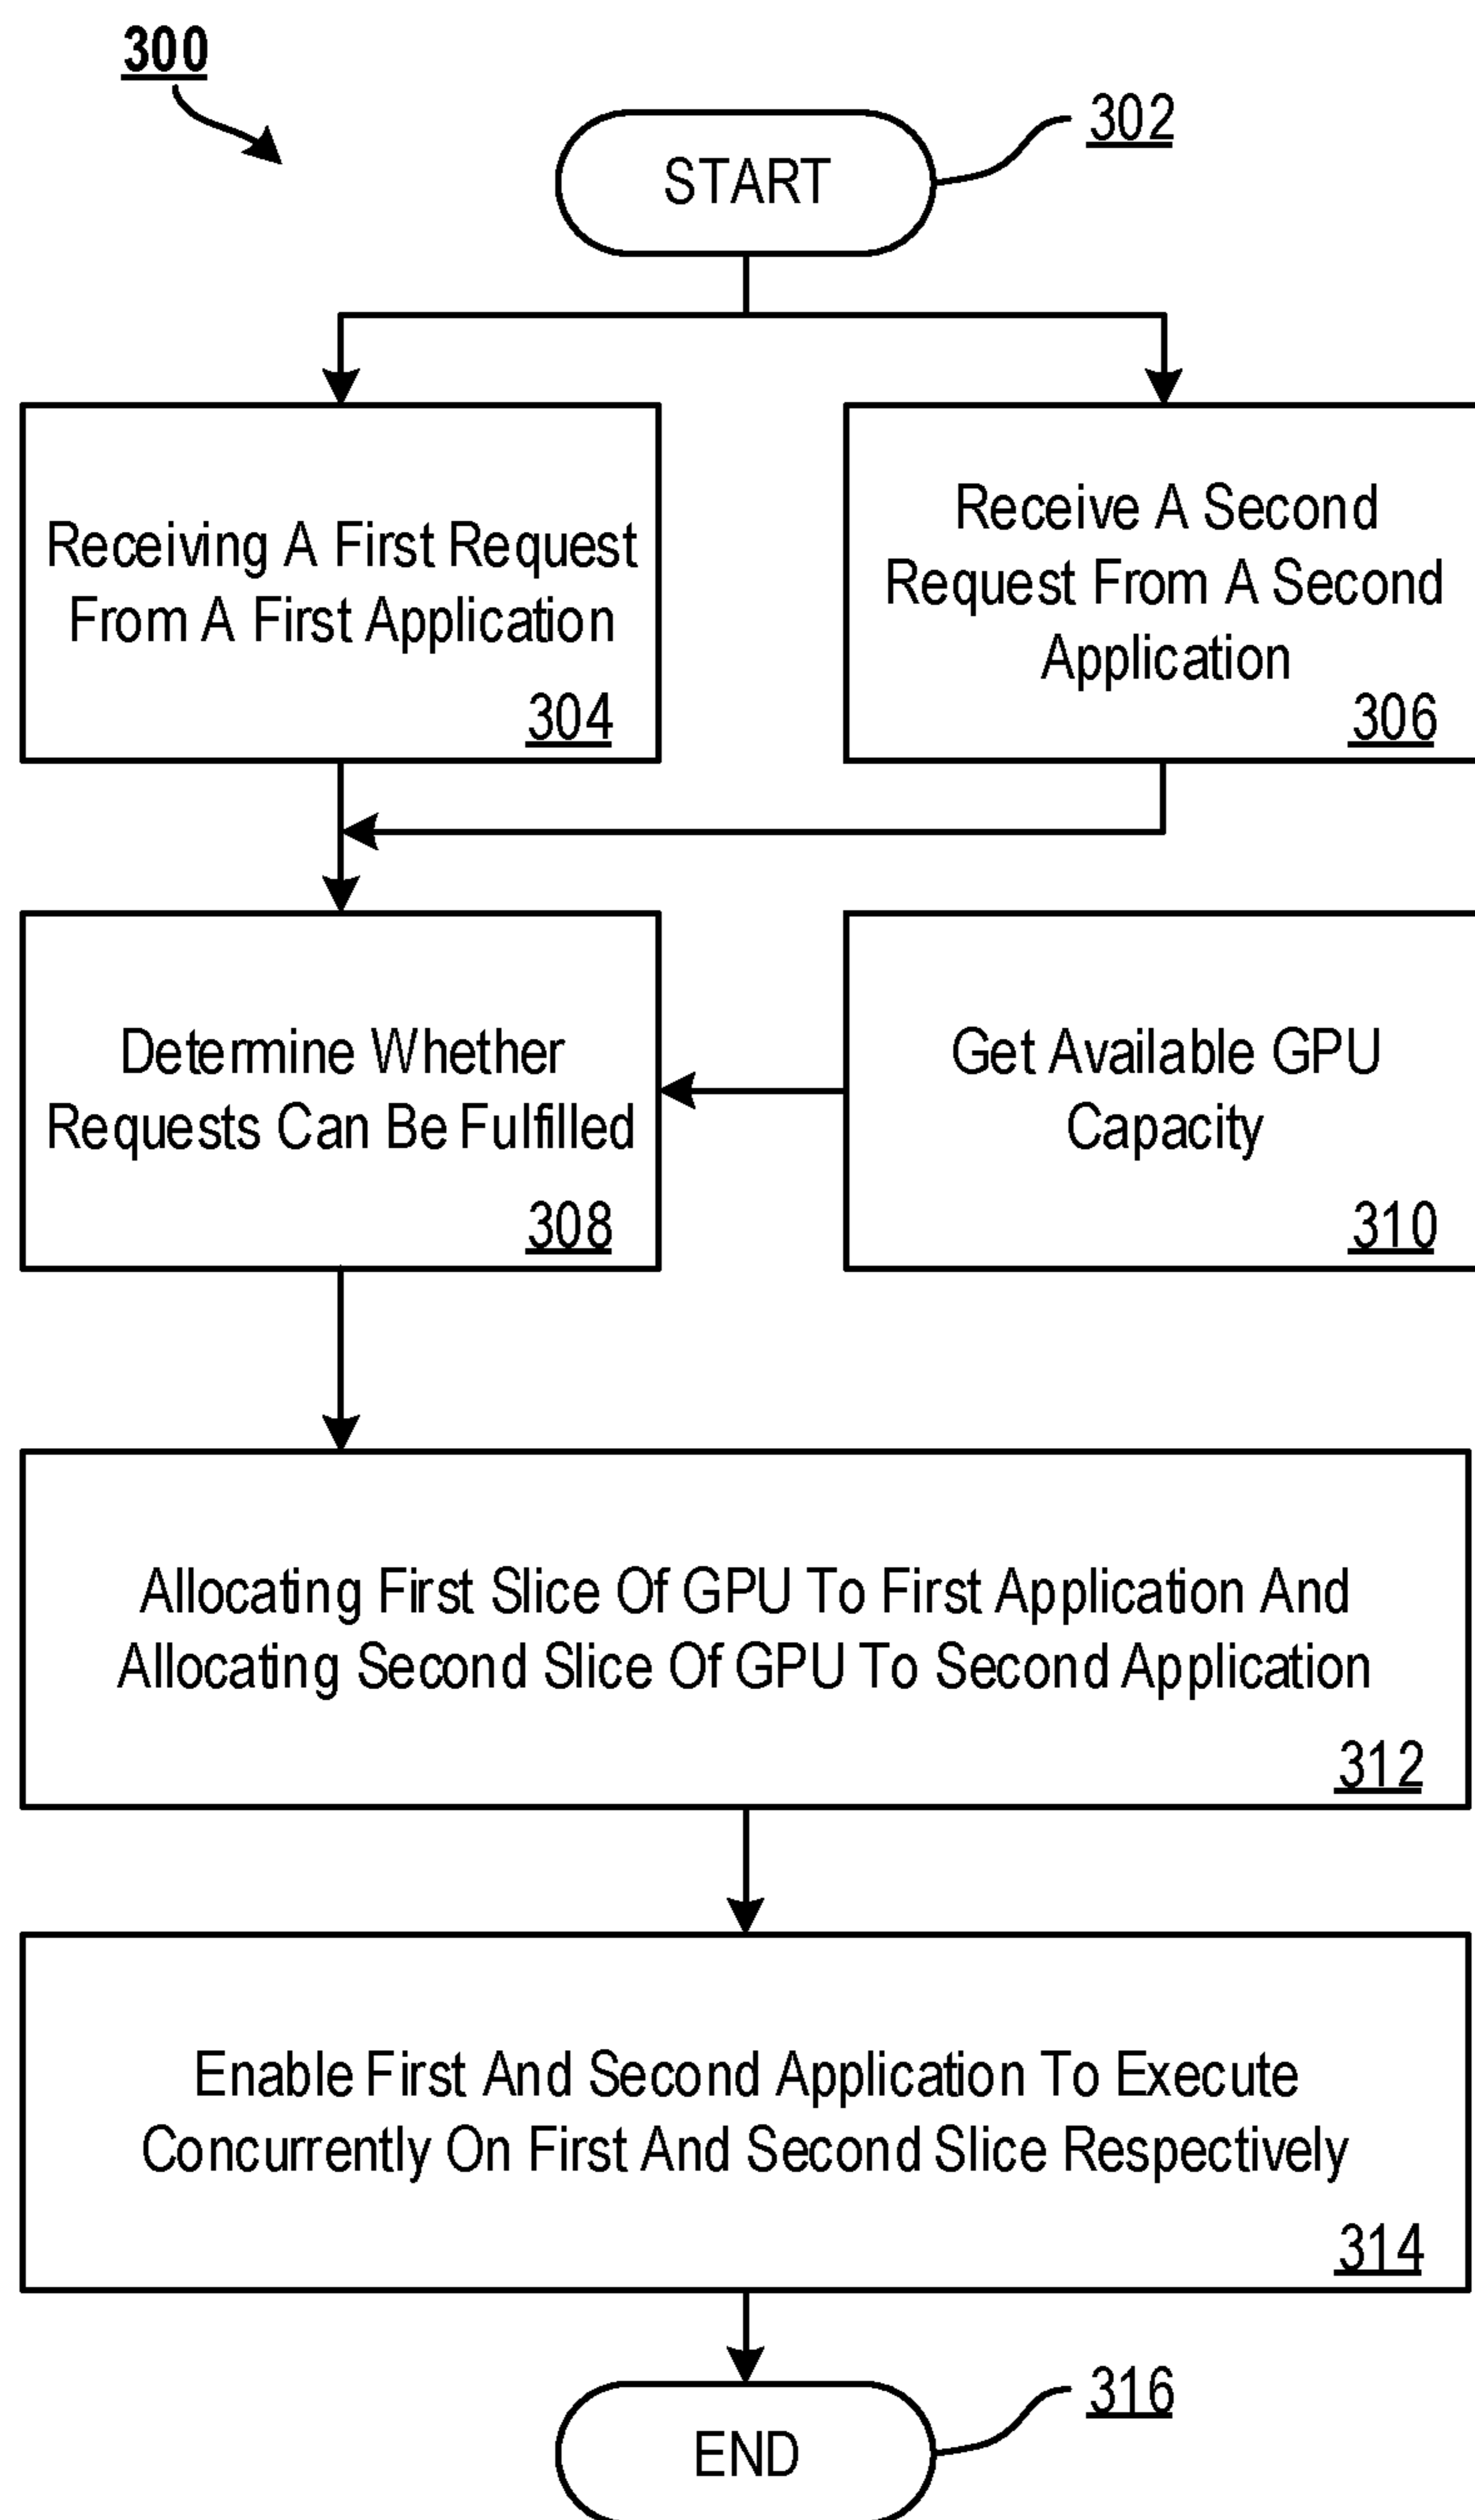 300
START
302
Receiving A First Request
From A First Application
304
Receive A Second
Request From A Second
Application
306
Determine Whether
Requests Can Be Fulfilled
308
Get Available GPU
Capacity
310
Allocating First Slice Of GPU To First Application And
Allocating Second Slice Of GPU To Second Application
312
Enable First And Second Application To Execute
Concurrently On First And Second Slice Respectively
314
END
316